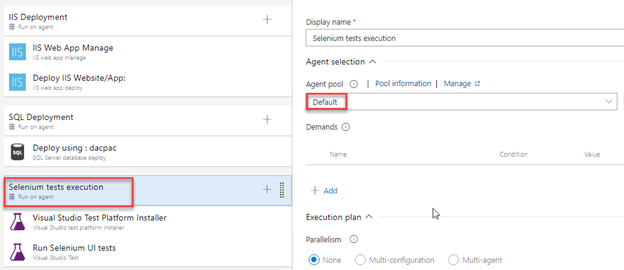 IIS Deployment
Run on agent
IIS Web App Manage
IIS web app manage
Deploy IIS Website/App:
IIS web app deploy
SQL Deployment
Run on agent
Deploy using : dacpac
SQL Server database deploy
Selenium tests execution
Run on agent
Visual Studio Test Platform Installer
Visual Studio test platform installer
Run Selenium UI tests
Visual Studio Test
Display name *
Selenium tests execution
Agent selection
Agent pool | Pool information | Manage
Default
Demands
Name Condition Value
+ Add
Execution plan
Parallelism
None Multi-configuration Multi-agent